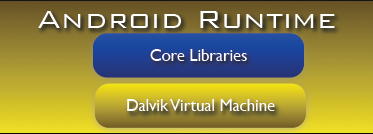 Android Runtime
Core Libraries
Dalvik Virtual Machine